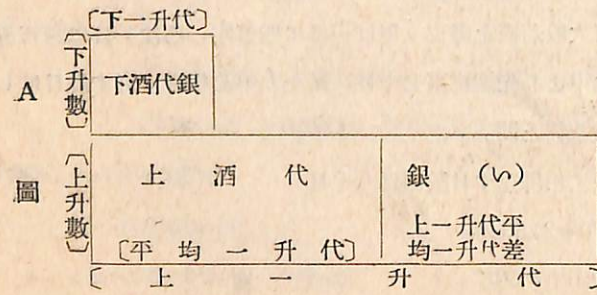 〔下一升代〕
A
圖
〔下升數〕
下酒代銀
〔上升數〕
上酒代
銀（い）
上一升代平
均一升代差
〔平均一升代〕
〔上一升代〕